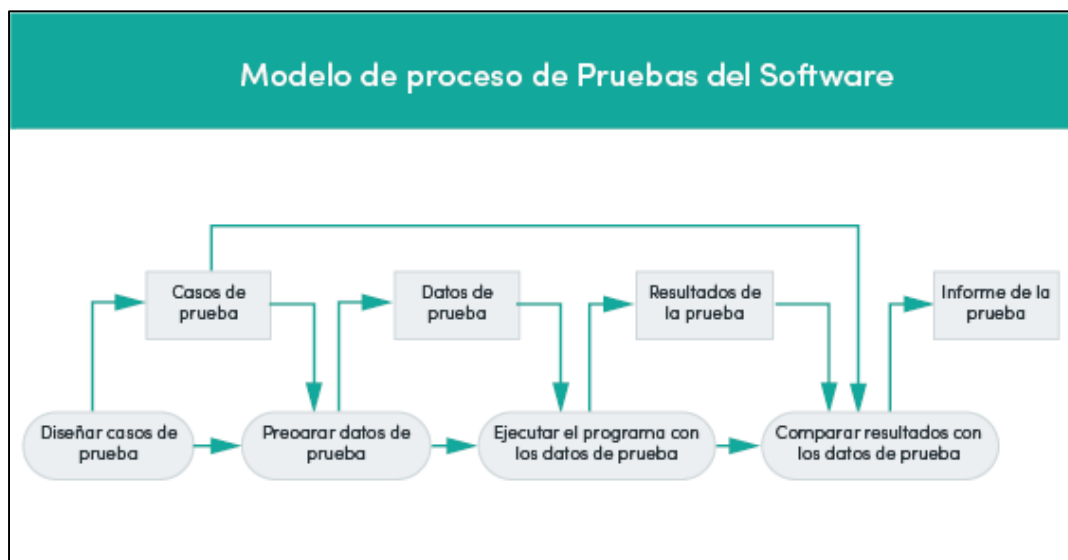 Modelo de proceso de Pruebas del Software
Casos de
prueba
Datos de
prueba
Resultados de
la prueba
Informe de la
prueba
Diseñar casos de
prueba
Preoarar datos de
prueba
Ejecutar el programa con
los datos de prueba
Comparar resultados con
los datos de prueba